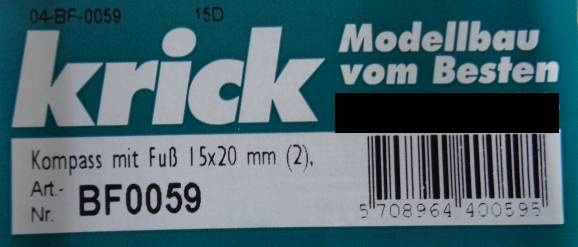 04-BF-0059 15D
krick
Modellbau
vom Besten
Kompass mit Fuß 15x20 mm (2),
Art.-
Nr. BF0059
5 708964 400595